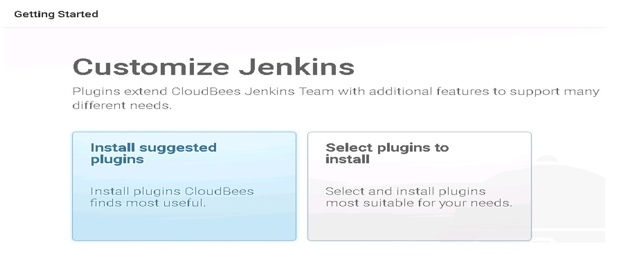 Getting Started
Customize Jenkins
Plugins extend CloudBees Jenkins Team with additional features to support many
different needs.
Install suggested
plugins
Install plugins CloudBees
finds most useful.
Select plugins to
install
Select and install plugins
most suitable for your needs.